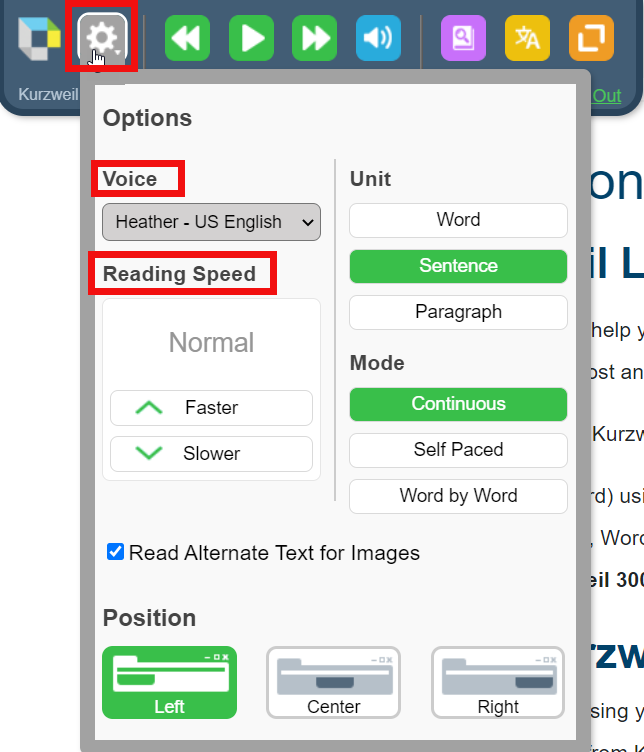 Kurzweil
Out
Options
Voice
Heather - US English
Reading Speed
Normal
Faster
Slower
Unit
Word
Sentence
Paragraph
Mode
Continuous
Self Paced
Word by Word
Read Alternate Text for Images
Position
Left
Center
Right
on
il L
help y
ost an
Kurzw
rd) usi
, Word
eil 300
rzw
sing y
from K